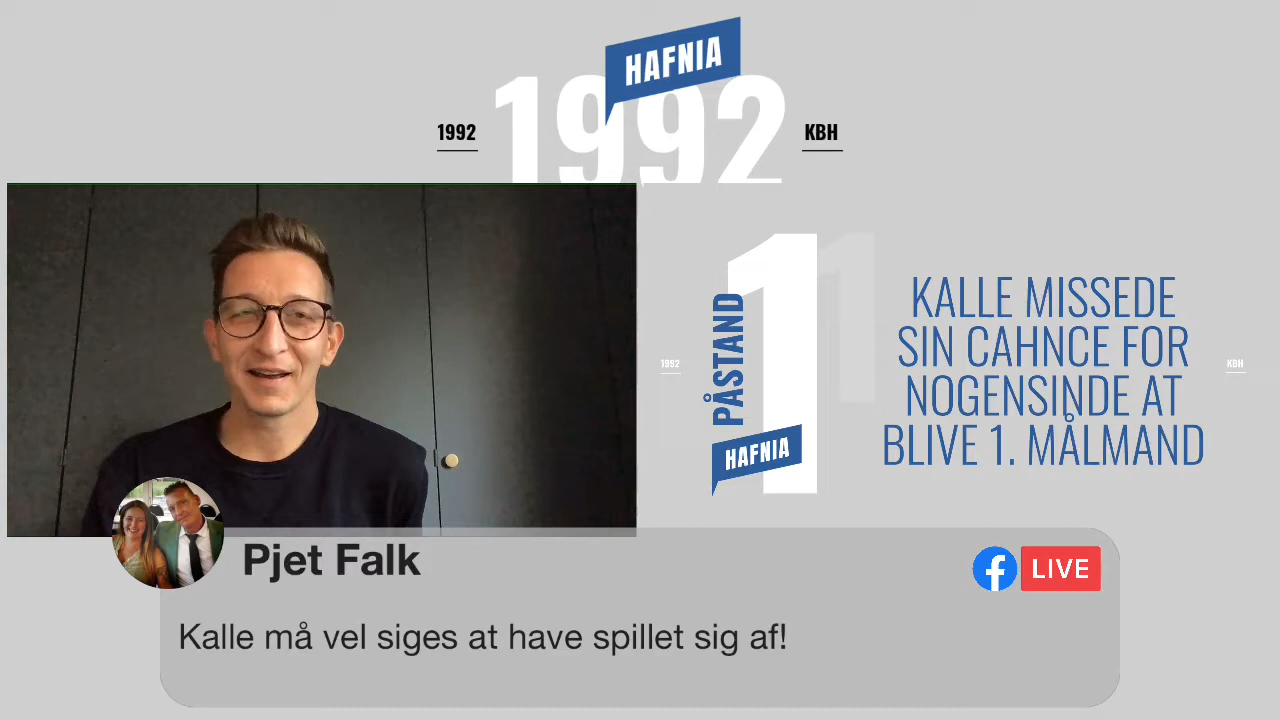 HAFNIA
1992
1992
KBH
PÅSTAND
1
HAFNIA
KALLE MISSEDE
SIN CAHNCE FOR
NOGENSINDE AT
BLIVE 1. MÅLMAND
1992
KBH
Pjet Falk
LIVE
Kalle må vel siges at have spillet sig af!